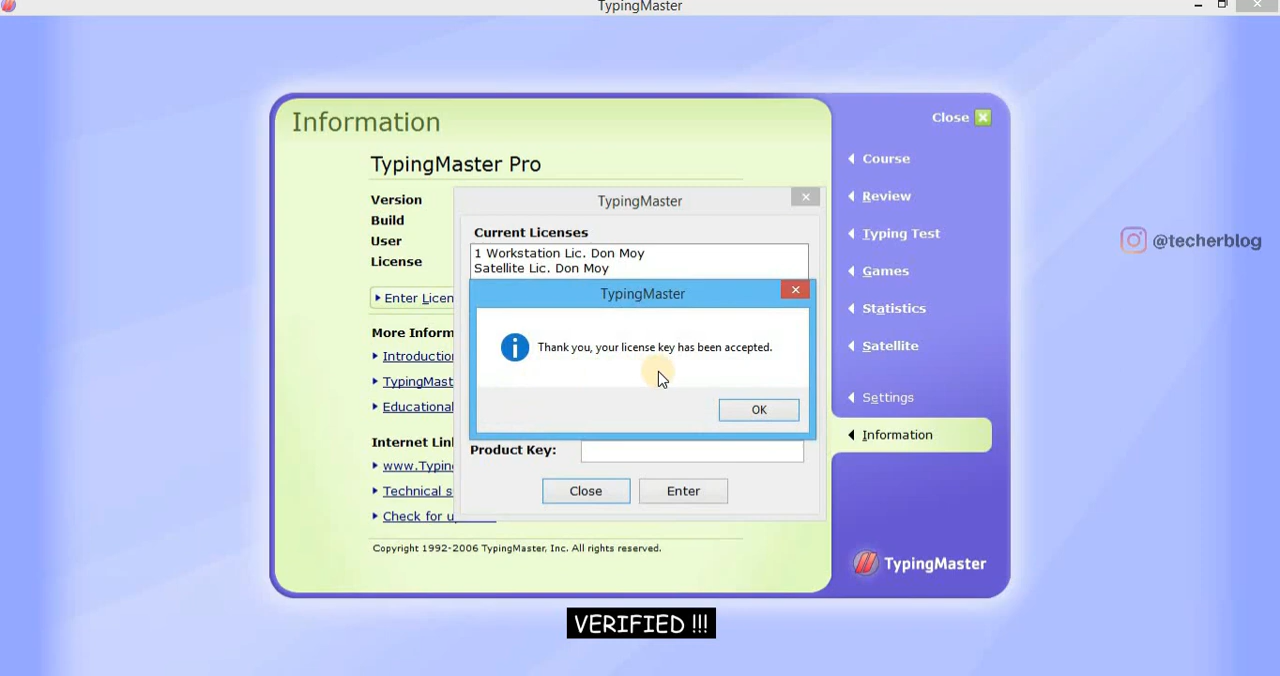 TypingMaster
Information
Close
TypingMaster Pro
Version
Build
User
License
Enter Licen
More Inform
Introductio
TypingMast
Educational
Internet Lin
www.Typin
Technical s
Check for u
Copyright 1992-2006 TypingMaster, Inc. All rights reserved.
TypingMaster
Current Licenses
1 Workstation Lic. Don Moy
Satellite Lic. Don Moy
TypingMaster
Thank you, your license key has been accepted.
OK
Product Key:
Close
Enter
Course
Review
Typing Test
Games
Statistics
Satellite
Settings
Information
TypingMaster
@techerblog
VERIFIED !!!